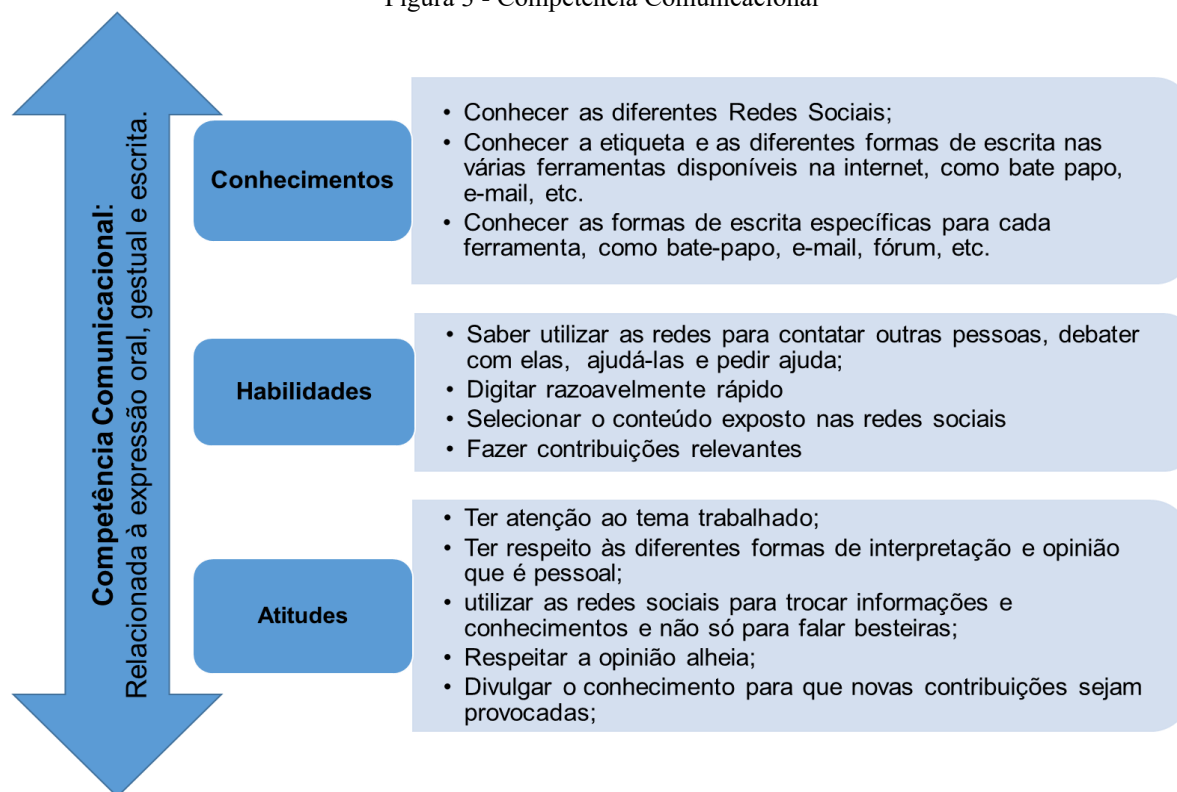 Figura 3 - Competência Comunicacional
Competência Comunicacional:
Relacionada à expressão oral, gestual e escrita.
Conhecimentos
• Conhecer as diferentes Redes Sociais;
• Conhecer a etiqueta e as diferentes formas de escrita nas
várias ferramentas disponíveis na internet, como bate papo,
e-mail, etc.
• Conhecer as formas de escrita específicas para cada
ferramenta, como bate-papo, e-mail, fórum, etc.
Habilidades
• Saber utilizar as redes para contatar outras pessoas, debater
com elas, ajudá-las e pedir ajuda;
• Digitar razoavelmente rápido
• Selecionar o conteúdo exposto nas redes sociais
• Fazer contribuições relevantes
Atitudes
• Ter atenção ao tema trabalhado;
• Ter respeito às diferentes formas de interpretação e opinião
que é pessoal;
• utilizar as redes sociais para trocar informações e
conhecimentos e não só para falar besteiras;
• Respeitar a opinião alheia;
• Divulgar o conhecimento para que novas contribuições sejam
provocadas;